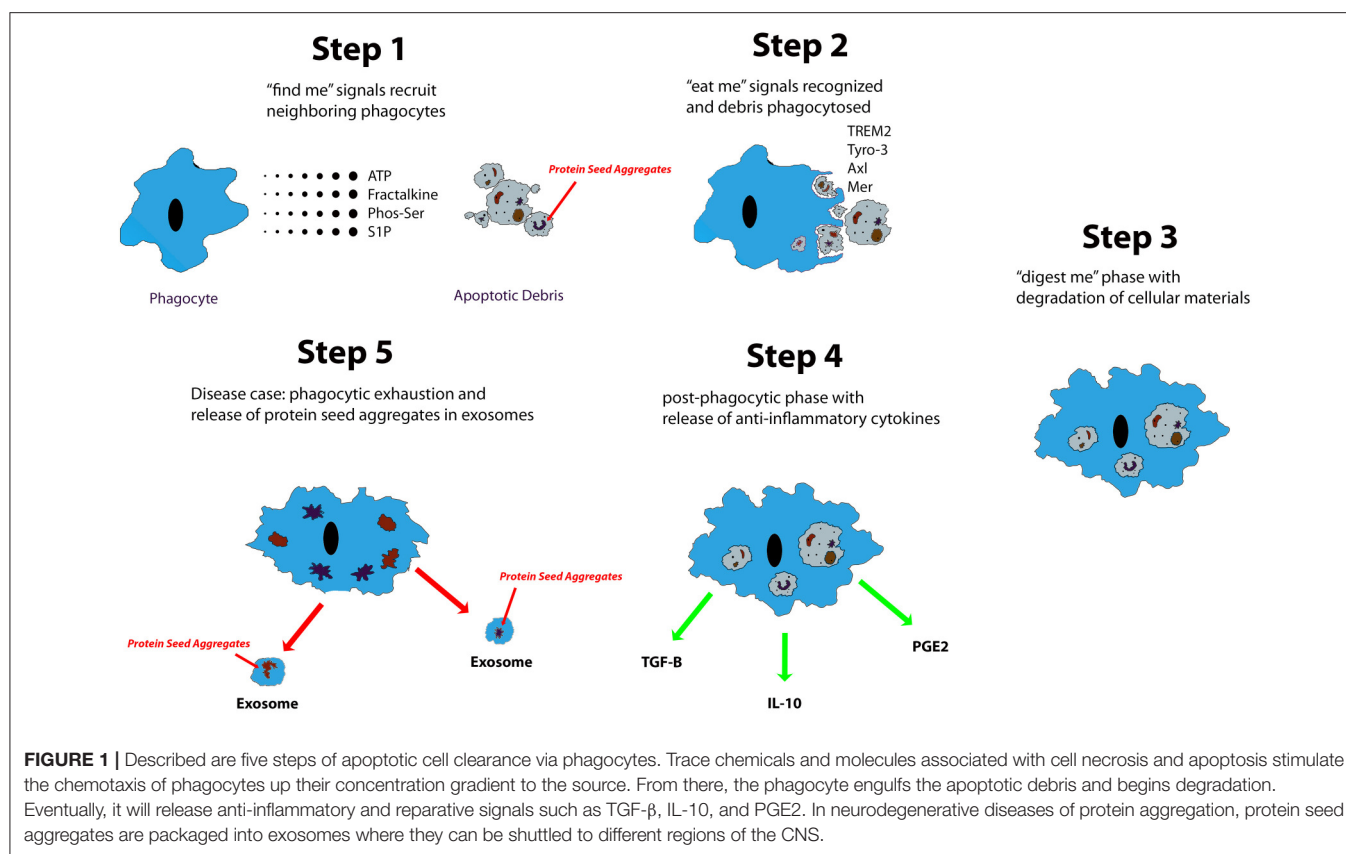 Step 1
"find me" signals recruit
neighboring phagocytes
ATP
Fractalkine
Phos-Ser
S1P
Protein Seed Aggregates
Phagocyte
Apoptotic Debris
Step 2
"eat me" signals recognized
and debris phagocytosed
TREM2
Tyro-3
Axl
Mer
Step 3
"digest me" phase with
degradation of cellular materials
Step 5
Disease case: phagocytic exhaustion and
release of protein seed aggregates in exosomes
Protein Seed Aggregates
Exosome
Protein Seed Aggregates
Exosome
Step 4
post-phagocytic phase with
release of anti-inflammatory cytokines
TGF-B
IL-10
PGE2
FIGURE 1 | Described are five steps of apoptotic cell clearance via phagocytes. Trace chemicals and molecules associated with cell necrosis and apoptosis stimulate
the chemotaxis of phagocytes up their concentration gradient to the source. From there, the phagocyte engulfs the apoptotic debris and begins degradation.
Eventually, it will release anti-inflammatory and reparative signals such as TGF-β, IL-10, and PGE2. In neurodegenerative diseases of protein aggregation, protein seed
aggregates are packaged into exosomes where they can be shuttled to different regions of the CNS.